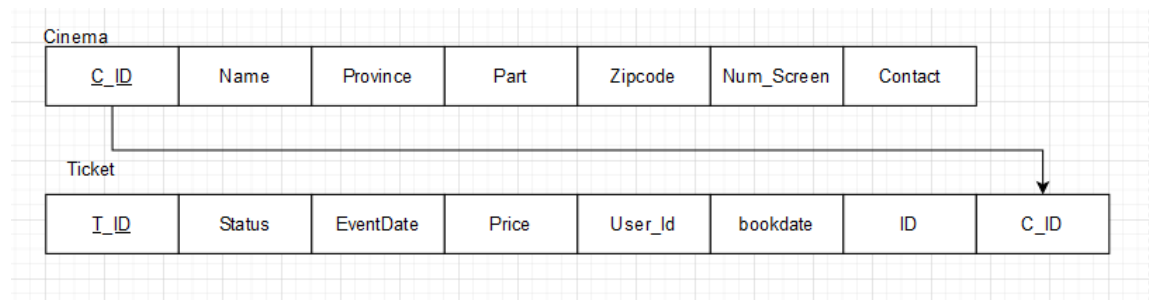 Cinema
C_ID Name Province Part Zipcode Num_Screen Contact
Ticket
T_ID Status EventDate Price User_Id bookdate ID C_ID